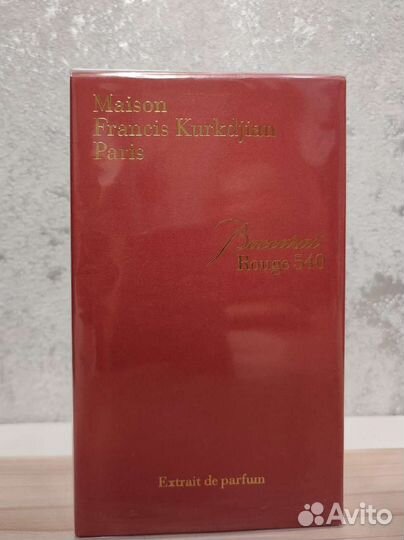 Maison
Francis Kurkdjian
Paris
Baccarat
Rouge 540
Extrait de parfum
Avito